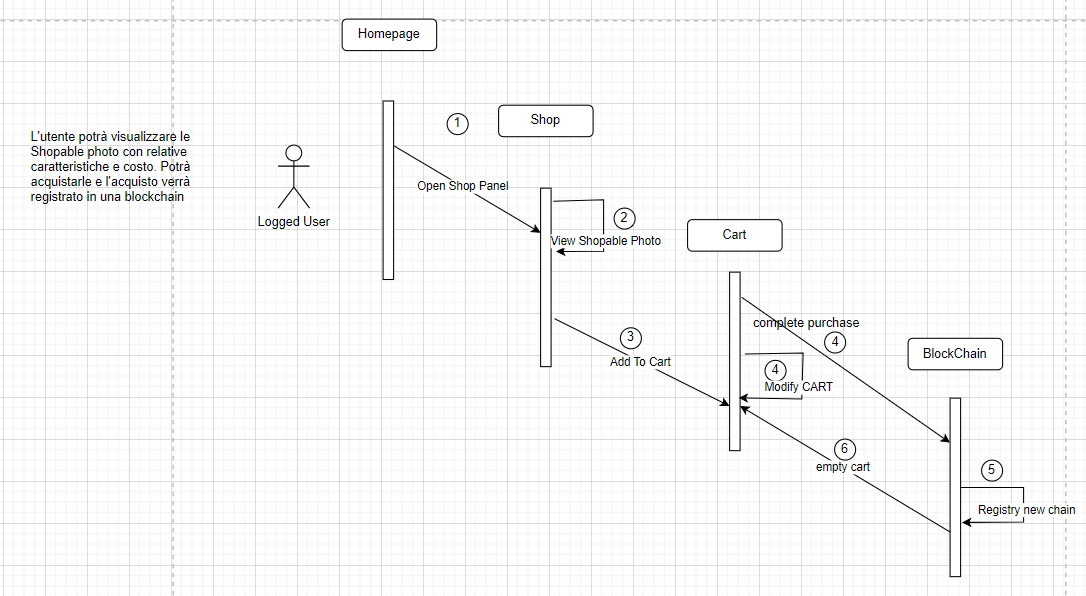 Homepage
1
Shop
L'utente potrà visualizzare le
Shopable photo con relative
caratteristiche e costo. Potrà
acquistarle e l'acquisto verrà
registrato in una blockchain
Logged User
Open Shop Panel
2
View Shopable Photo
Cart
complete purchase
4
3
Add To Cart
4
Modify CART
BlockChain
6
empty cart
5
Registry new chain